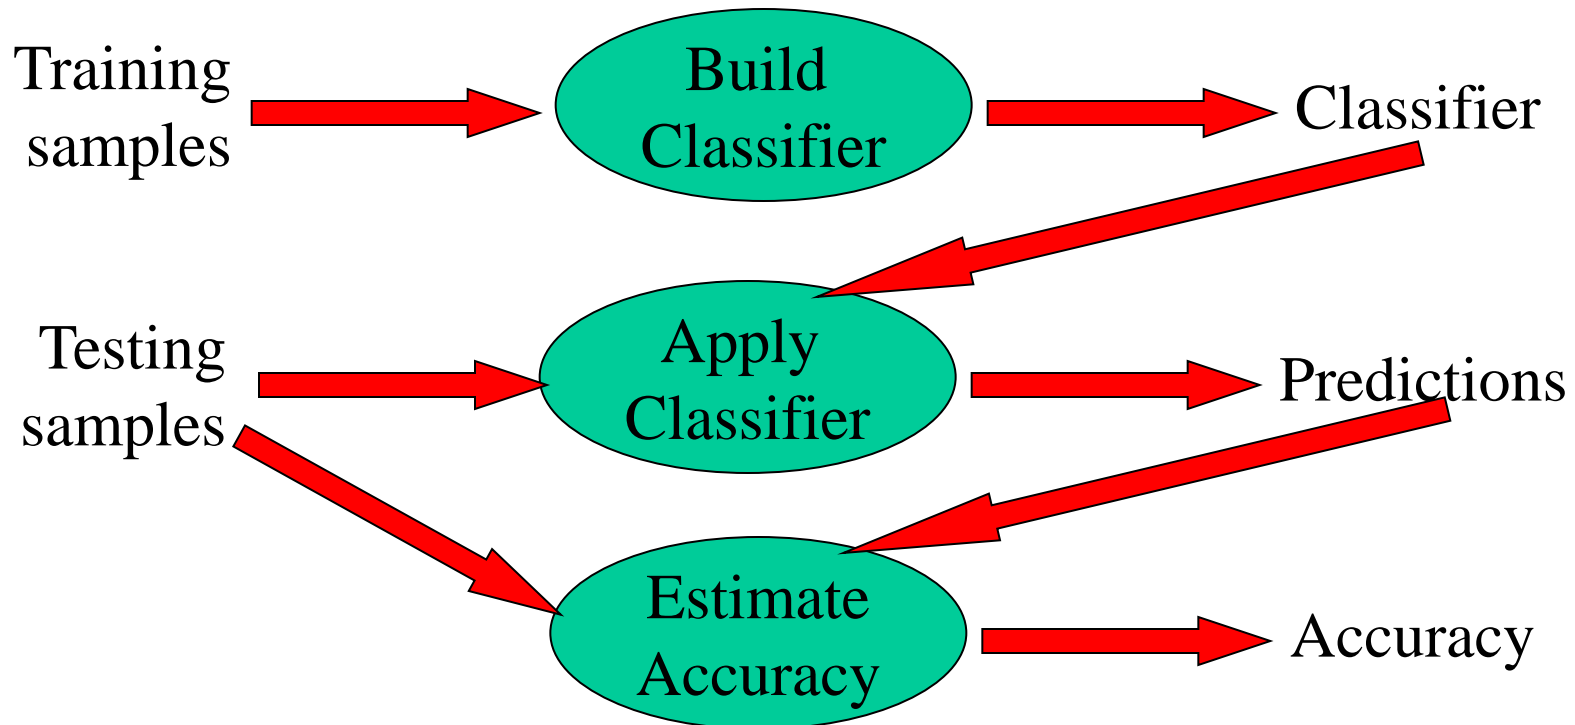 Training
samples
Build
Classifier
Classifier
Testing
samples
Apply
Classifier
Predictions
Estimate
Accuracy
Accuracy